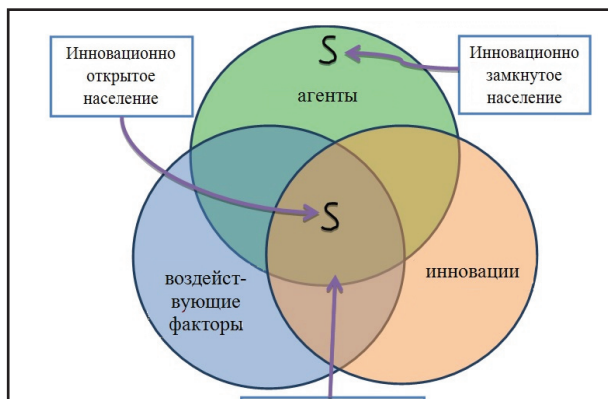 Инновационно
открытое
население
S
Инновационно
замкнутое
население
агенты
S
воздейст-
вующие
факторы
инновации